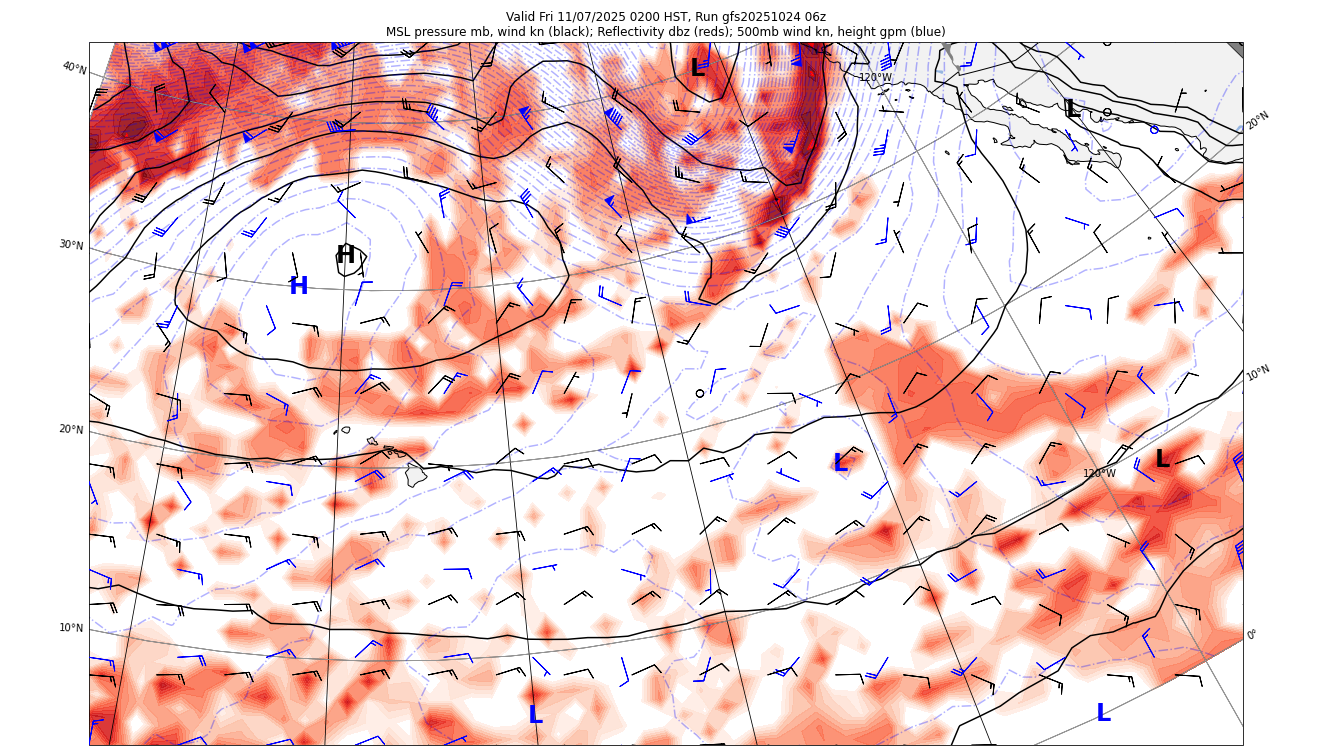 Valid Fri 11/07/2025 0200 HST, Run gfs20251024 06z
MSL pressure mb, wind kn (black); Reflectivity dbz (reds); 500mb wind kn, height gpm (blue)
40°N
L
120°W
L
20°N
30°N
H
H
10°N
20°N
L
L
120°W
10°N
0°
L
L